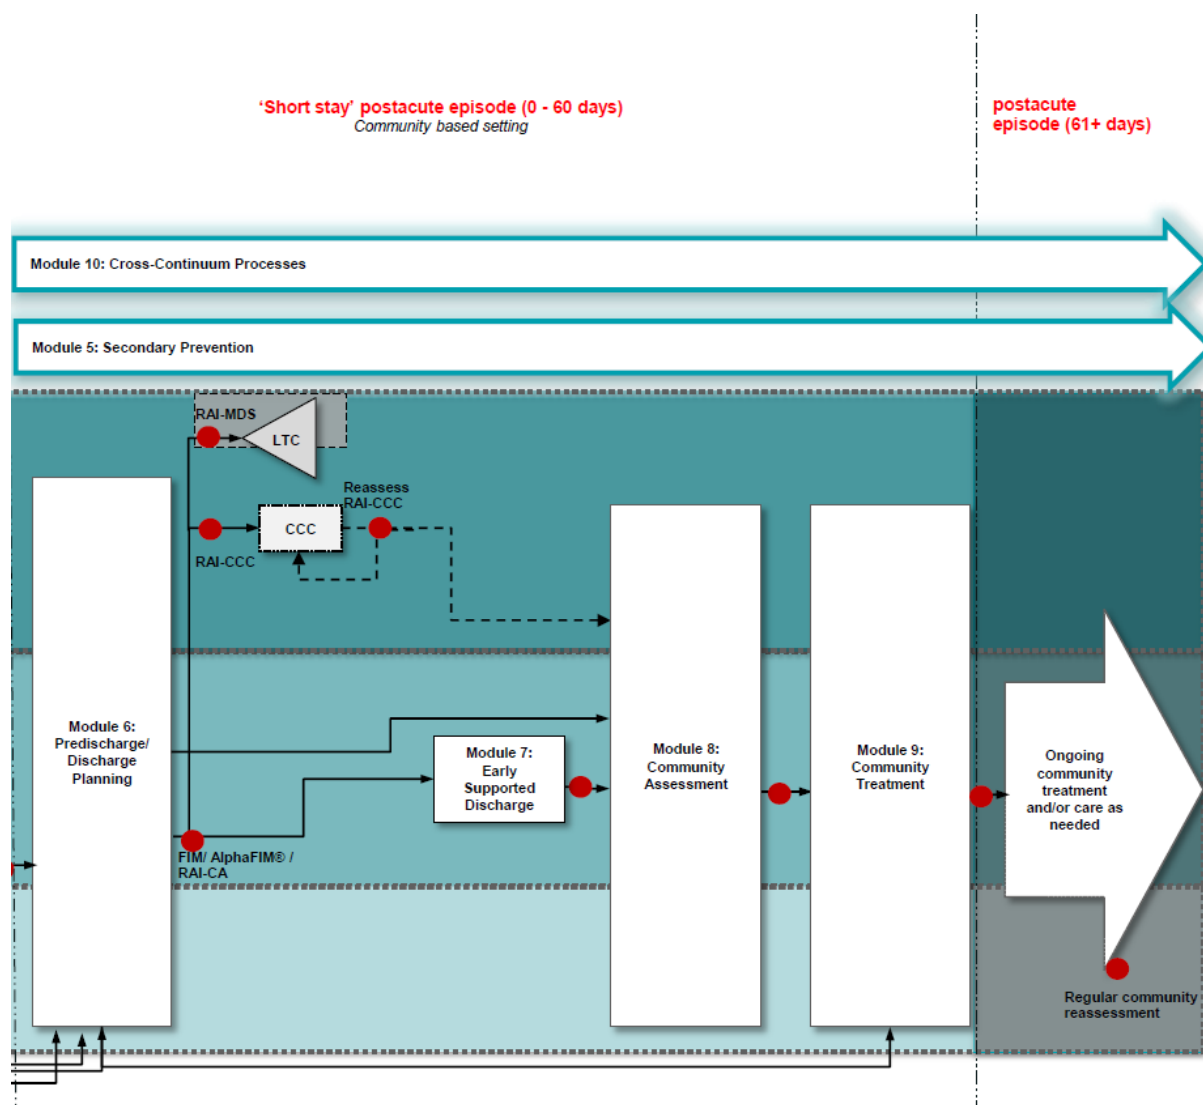 'Short stay' postacute episode (0 - 60 days)
Community based setting
postacute
episode (61+ days)
Module 10: Cross-Continuum Processes
Module 5: Secondary Prevention
RAI-MDS
LTC
Reassess
RAI-CCC
CCC
RAI-CCC
Module 6:
Predischarge/
Discharge
Planning
Module 7:
Early
Supported
Discharge
Module 8:
Community
Assessment
Module 9:
Community
Treatment
Ongoing
community
treatment
and/or care as
needed
FIM/ AlphaFIM® /
RAI-CA
Regular community
reassessment